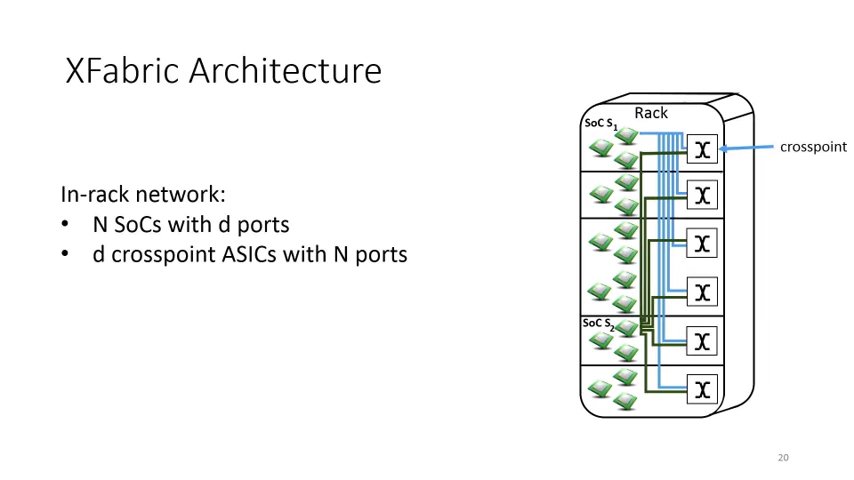 XFabric Architecture
In-rack network:
• N SoCs with d ports
• d crosspoint ASICs with N ports
Rack
SoC S1
crosspoint
SoC S2
20